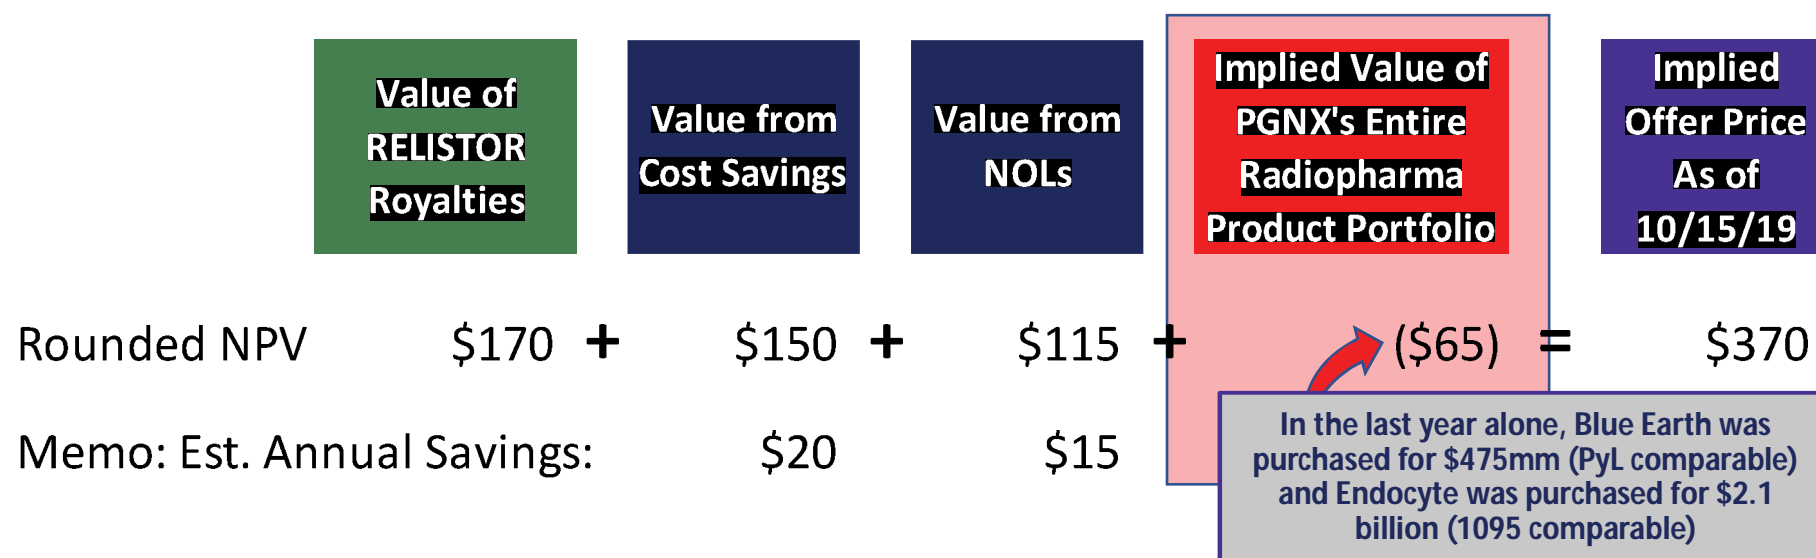 Value of
RELISTOR
Royalties
Value from
Cost Savings
Value from
NOLs
Implied Value of
PGNX's Entire
Radiopharma
Product Portfolio
Implied
Offer Price
As of
10/15/19
Rounded NPV $170 + $150 + $115 + ($65) = $370
Memo: Est. Annual Savings: $20 $15
In the last year alone, Blue Earth was
purchased for $475mm (PyL comparable)
and Endocyte was purchased for $2.1
billion (1095 comparable)